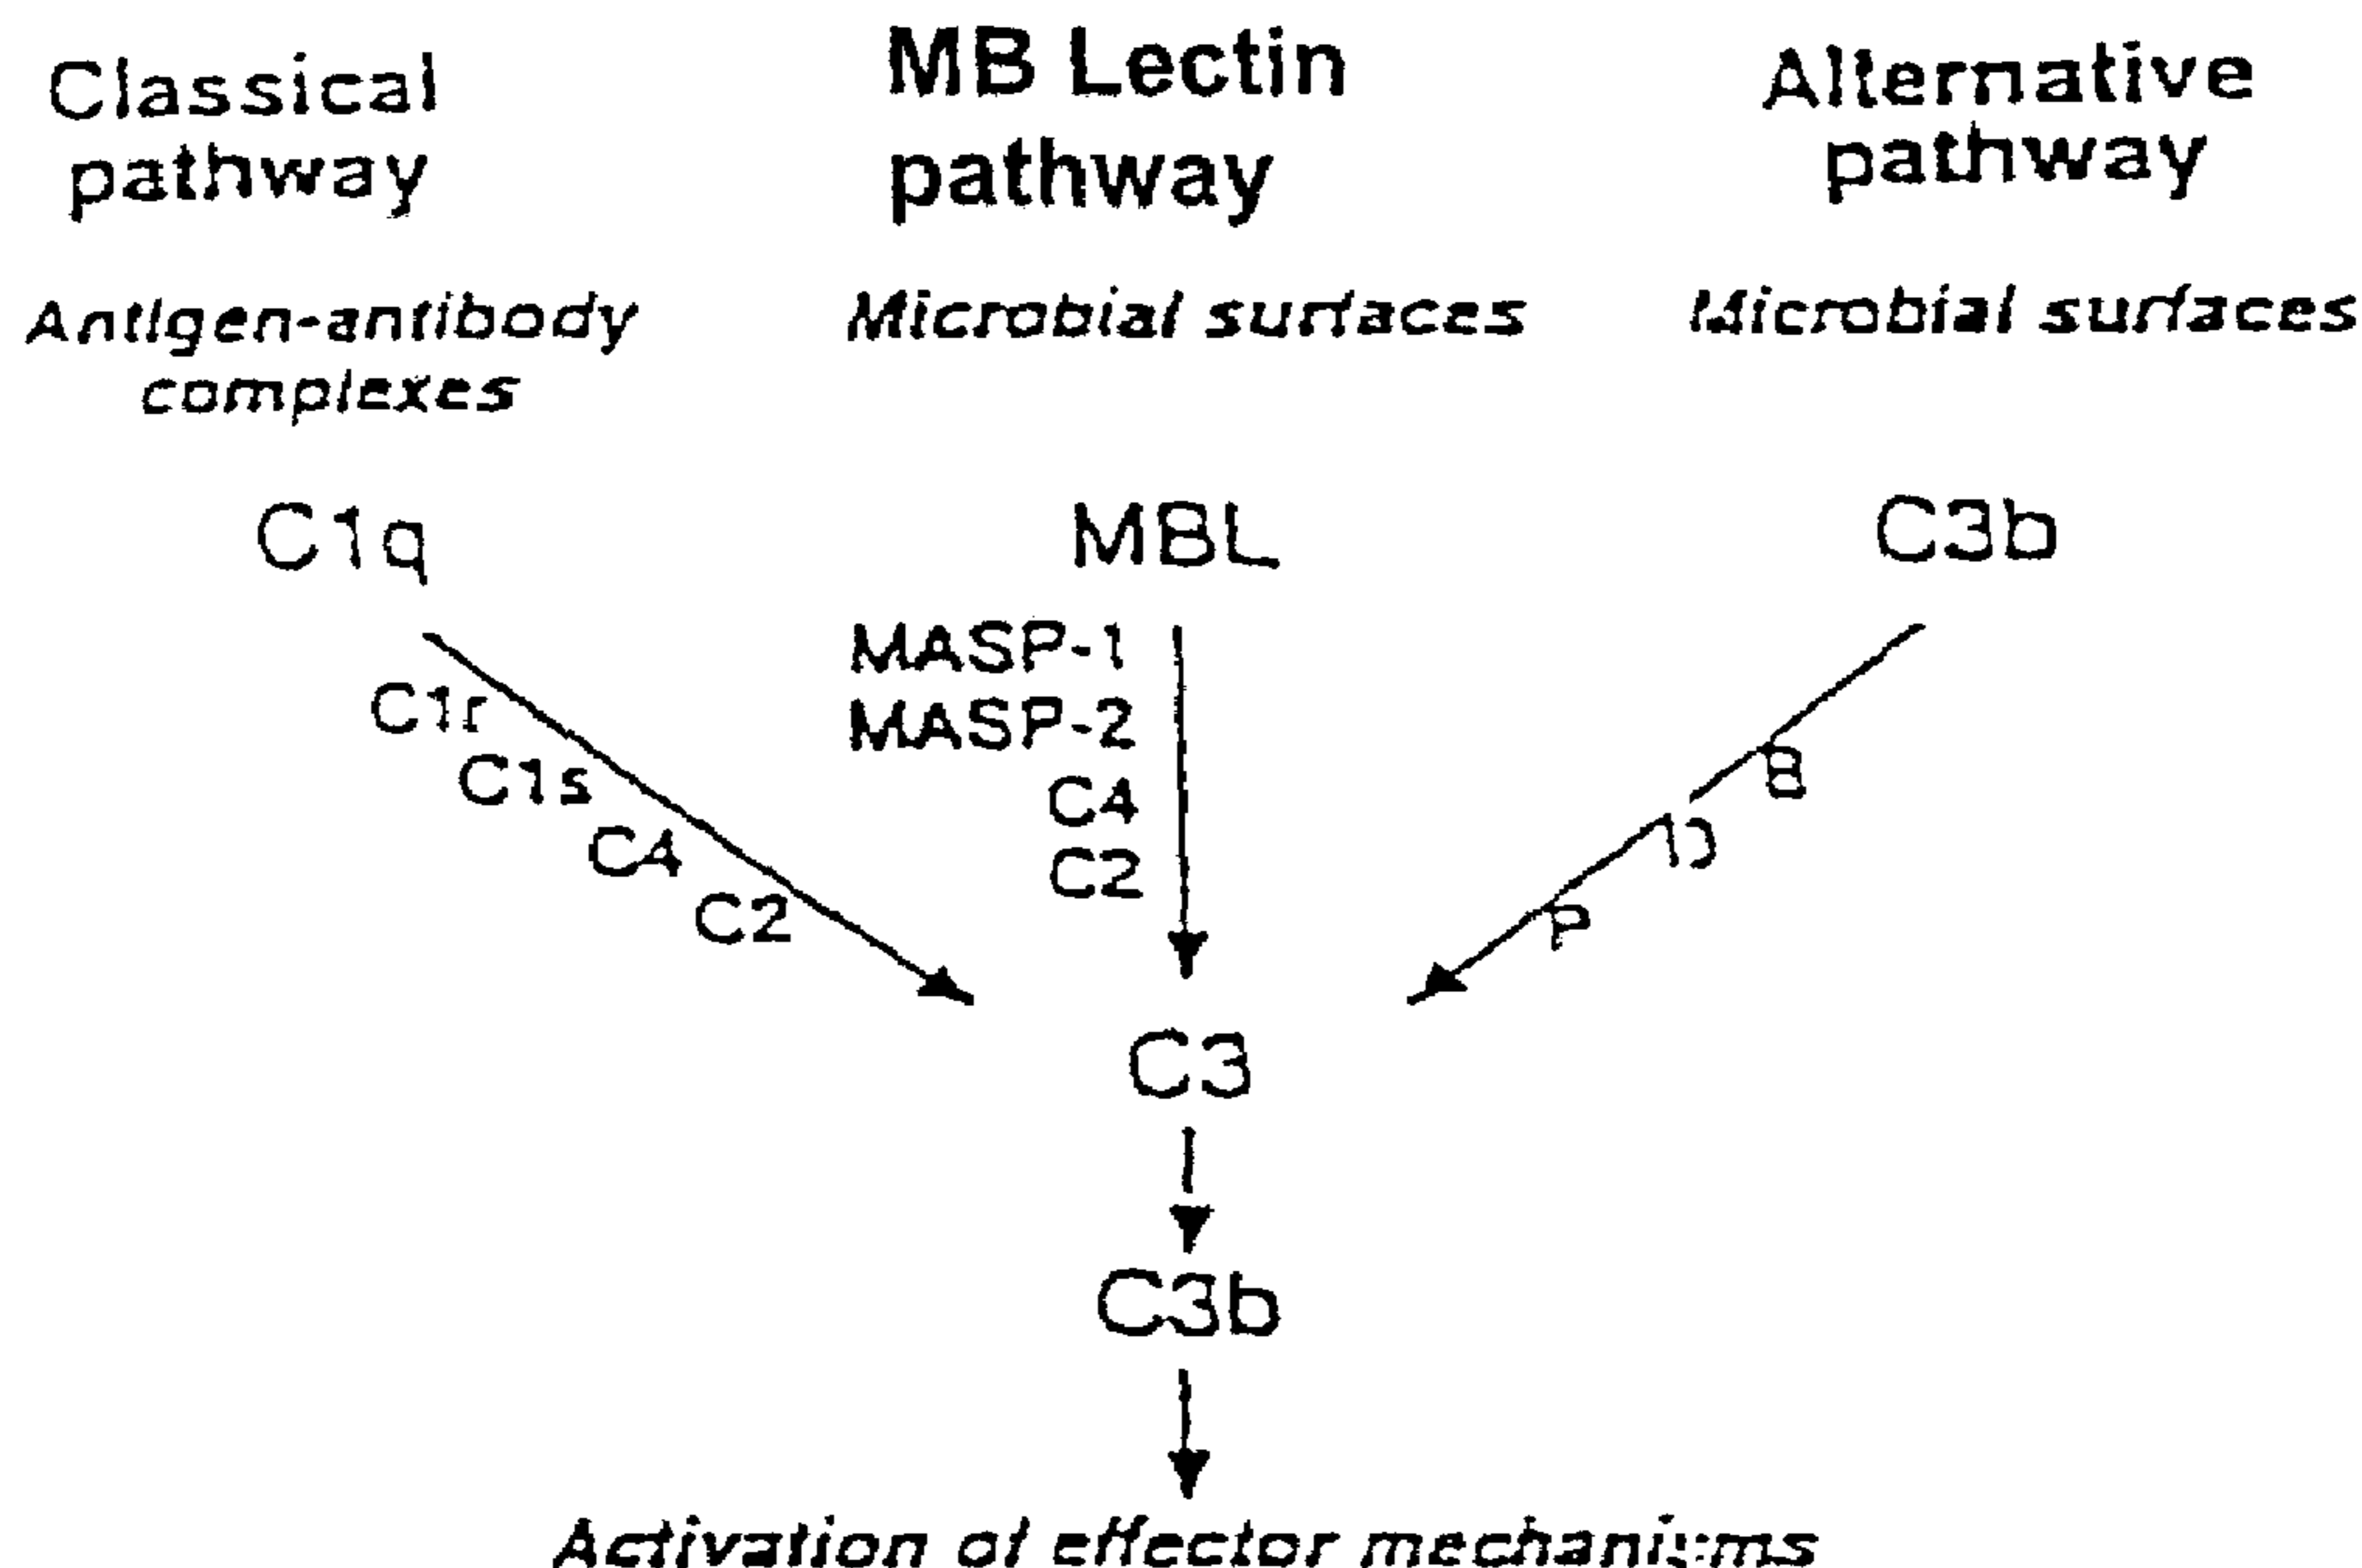 Classical
pathway
MB Lectin
pathway
Alternative
pathway
Antigen-antibody
complexes
Microbial surfaces
Microbial surfaces
C1q
MBL
C3b
C1r
C1s
C4
C2
MASP-1
MASP-2
C4
C2
B
D
P
C3
C3b
Activation of effector mechanisms